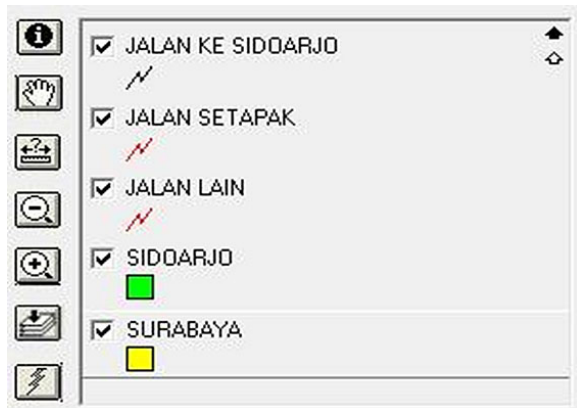 JALAN KE SIDOARJO
JALAN SETAPAK
JALAN LAIN
SIDOARJO
SURABAYA